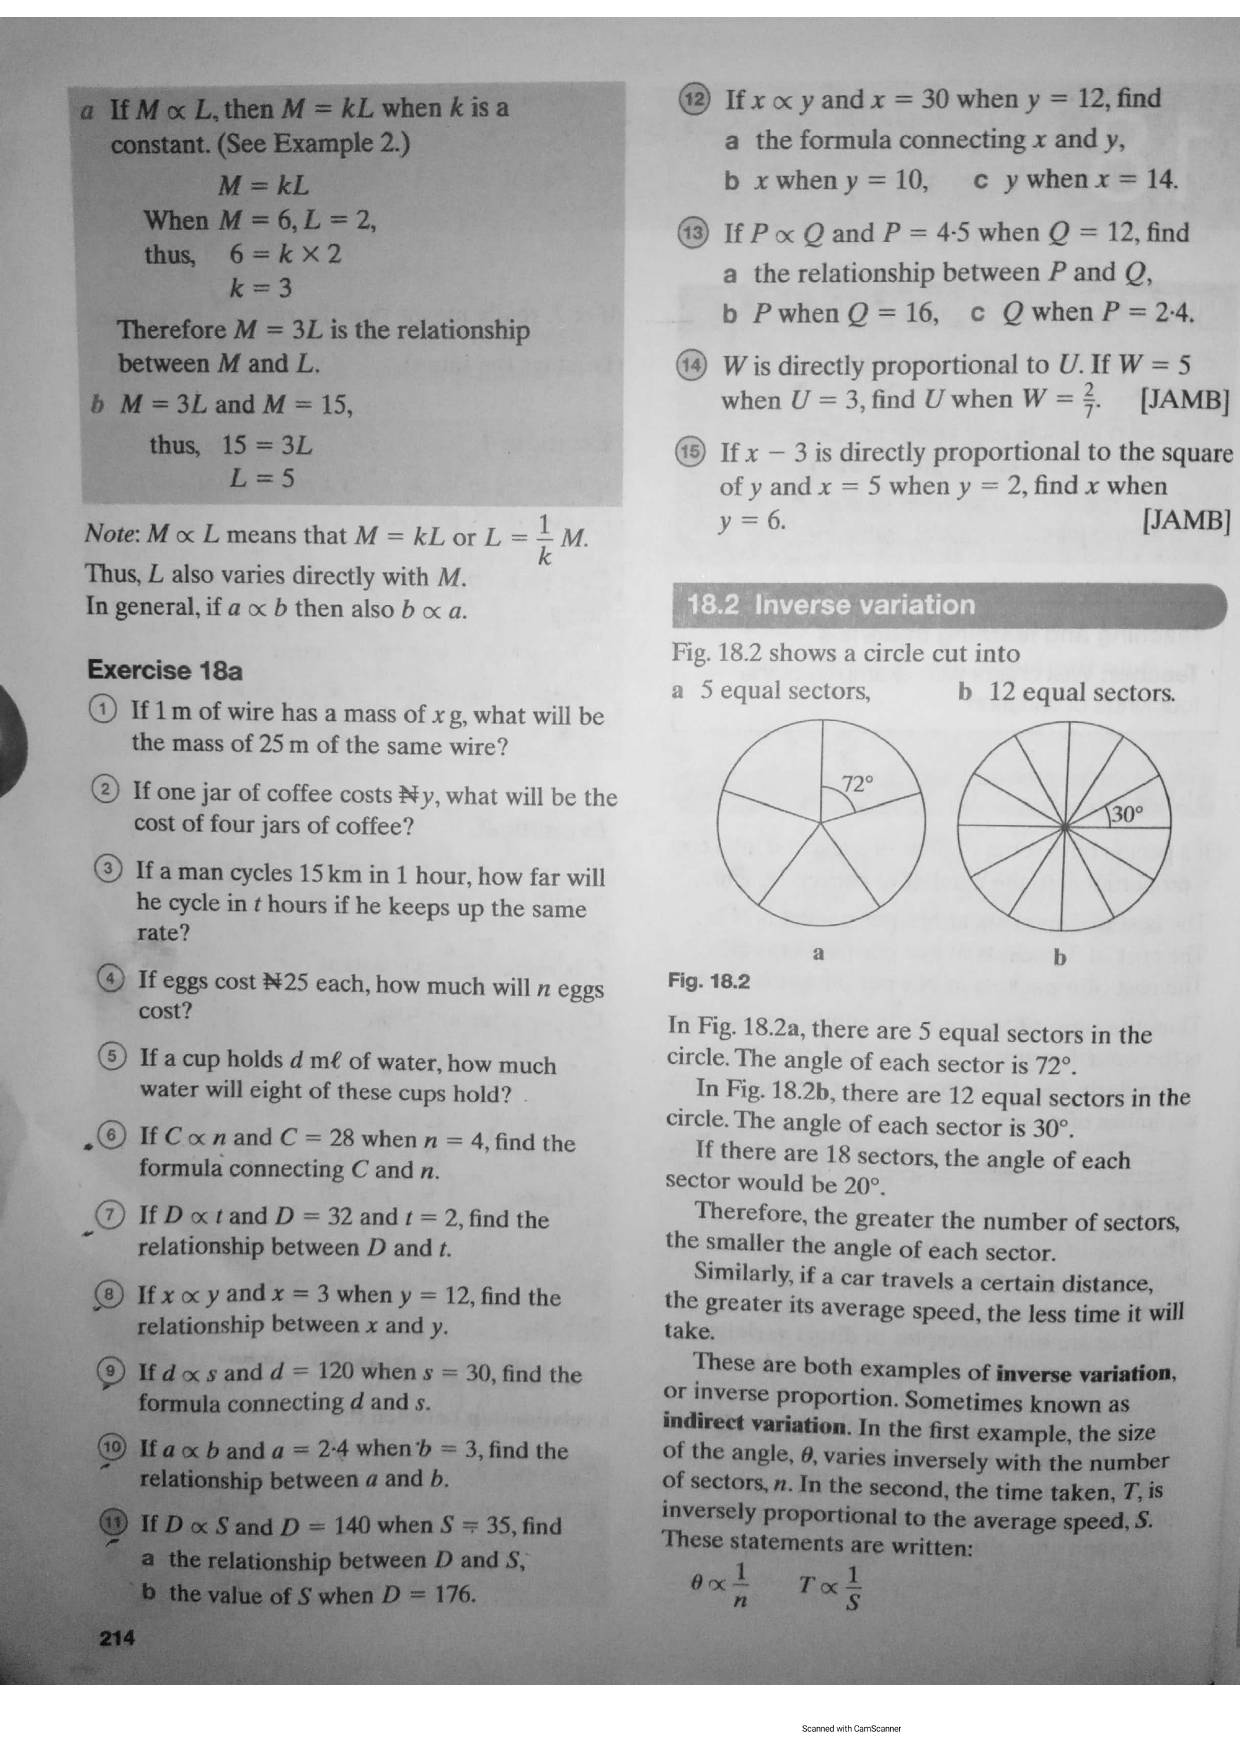 a If M ∝ L, then M = kL when k is a
constant. (See Example 2.)
M = kL
When M = 6, L = 2,
thus, 6 = k × 2
k = 3
Therefore M = 3L is the relationship
between M and L.
b M = 3L and M = 15,
thus, 15 = 3L
L = 5
Note: M ∝ L means that M = kL or L = 1/k M.
Thus, L also varies directly with M.
In general, if a ∝ b then also b ∝ a.
Exercise 18a
1 If 1 m of wire has a mass of x g, what will be
the mass of 25 m of the same wire?
2 If one jar of coffee costs ₦y, what will be the
cost of four jars of coffee?
3 If a man cycles 15 km in 1 hour, how far will
he cycle in t hours if he keeps up the same
rate?
4 If eggs cost ₦25 each, how much will n eggs
cost?
5 If a cup holds d mℓ of water, how much
water will eight of these cups hold?
6 If C ∝ n and C = 28 when n = 4, find the
formula connecting C and n.
7 If D ∝ t and D = 32 and t = 2, find the
relationship between D and t.
8 If x ∝ y and x = 3 when y = 12, find the
relationship between x and y.
9 If d ∝ s and d = 120 when s = 30, find the
formula connecting d and s.
10 If a ∝ b and a = 2·4 when b = 3, find the
relationship between a and b.
11 If D ∝ S and D = 140 when S = 35, find
a the relationship between D and S,
b the value of S when D = 176.
214
12 If x ∝ y and x = 30 when y = 12, find
a the formula connecting x and y,
b x when y = 10, c y when x = 14.
13 If P ∝ Q and P = 4·5 when Q = 12, find
a the relationship between P and Q,
b P when Q = 16, c Q when P = 2·4.
14 W is directly proportional to U. If W = 5
when U = 3, find U when W = 2/7. [JAMB]
15 If x − 3 is directly proportional to the square
of y and x = 5 when y = 2, find x when
y = 6. [JAMB]
18.2 Inverse variation
Fig. 18.2 shows a circle cut into
a 5 equal sectors, b 12 equal sectors.
72°
30°
a b
Fig. 18.2
In Fig. 18.2a, there are 5 equal sectors in the
circle. The angle of each sector is 72°.
In Fig. 18.2b, there are 12 equal sectors in the
circle. The angle of each sector is 30°.
If there are 18 sectors, the angle of each
sector would be 20°.
Therefore, the greater the number of sectors,
the smaller the angle of each sector.
Similarly, if a car travels a certain distance,
the greater its average speed, the less time it will
take.
These are both examples of inverse variation,
or inverse proportion. Sometimes known as
indirect variation. In the first example, the size
of the angle, θ, varies inversely with the number
of sectors, n. In the second, the time taken, T, is
inversely proportional to the average speed, S.
These statements are written:
θ ∝ 1/n T ∝ 1/S
Scanned with CamScanner